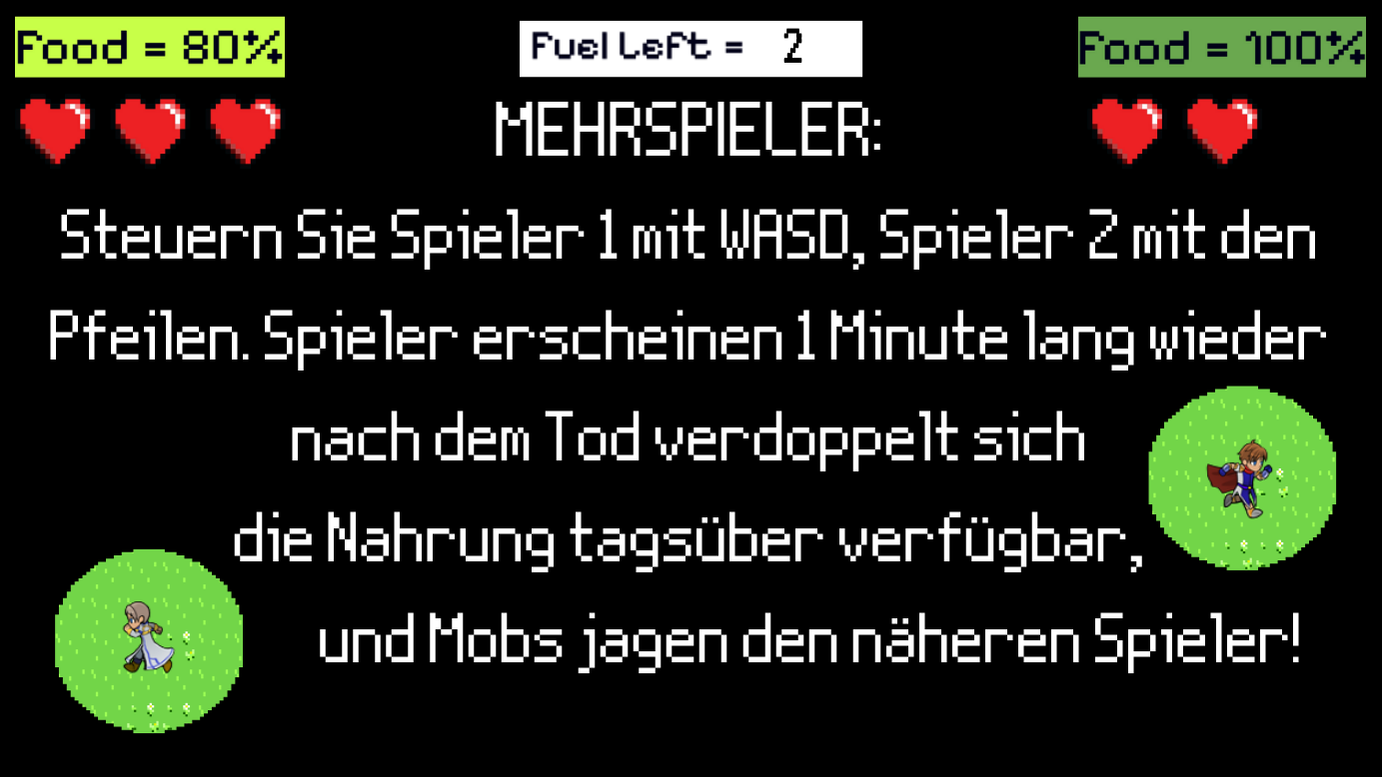 Food = 80%
Fuel Left = 2
Food = 100%
MEHRSPIELER:
Steuern Sie Spieler 1 mit WASD, Spieler 2 mit den
Pfeilen. Spieler erscheinen 1 Minute lang wieder
nach dem Tod verdoppelt sich
die Nahrung tagsüber verfügbar,
und Mobs jagen den näheren Spieler!